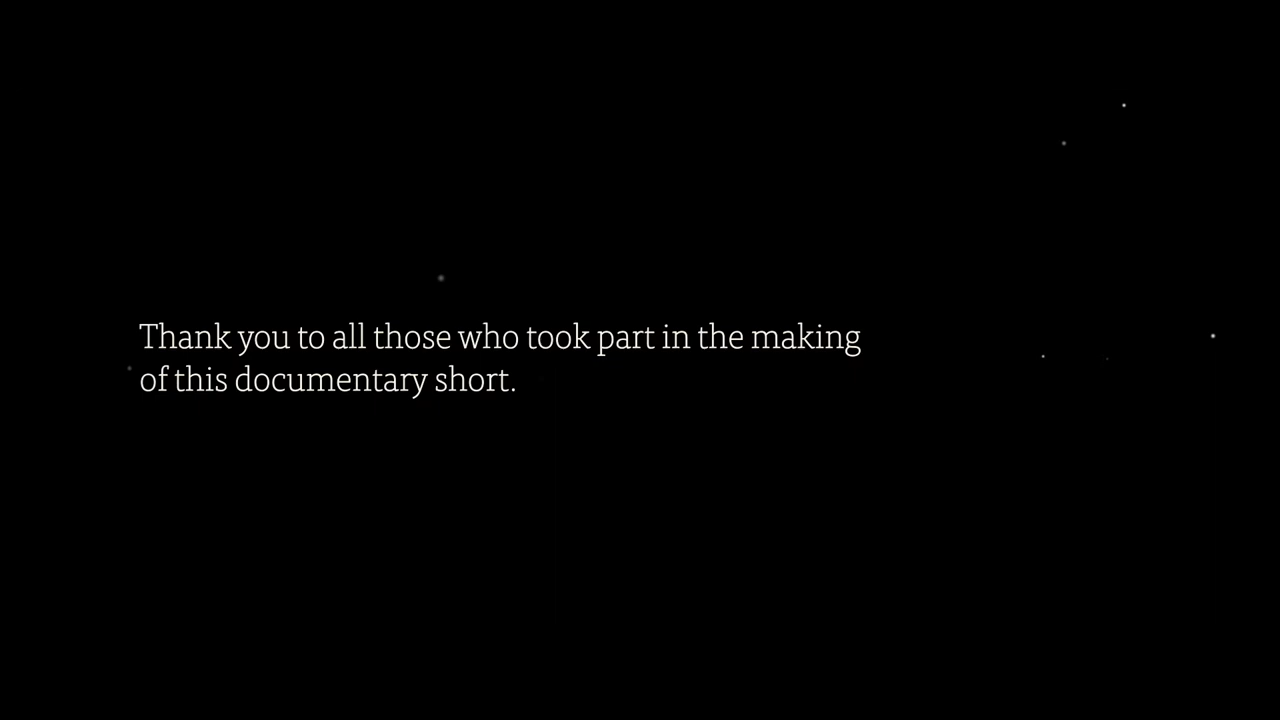 Thank you to all those who took part in the making
of this documentary short.